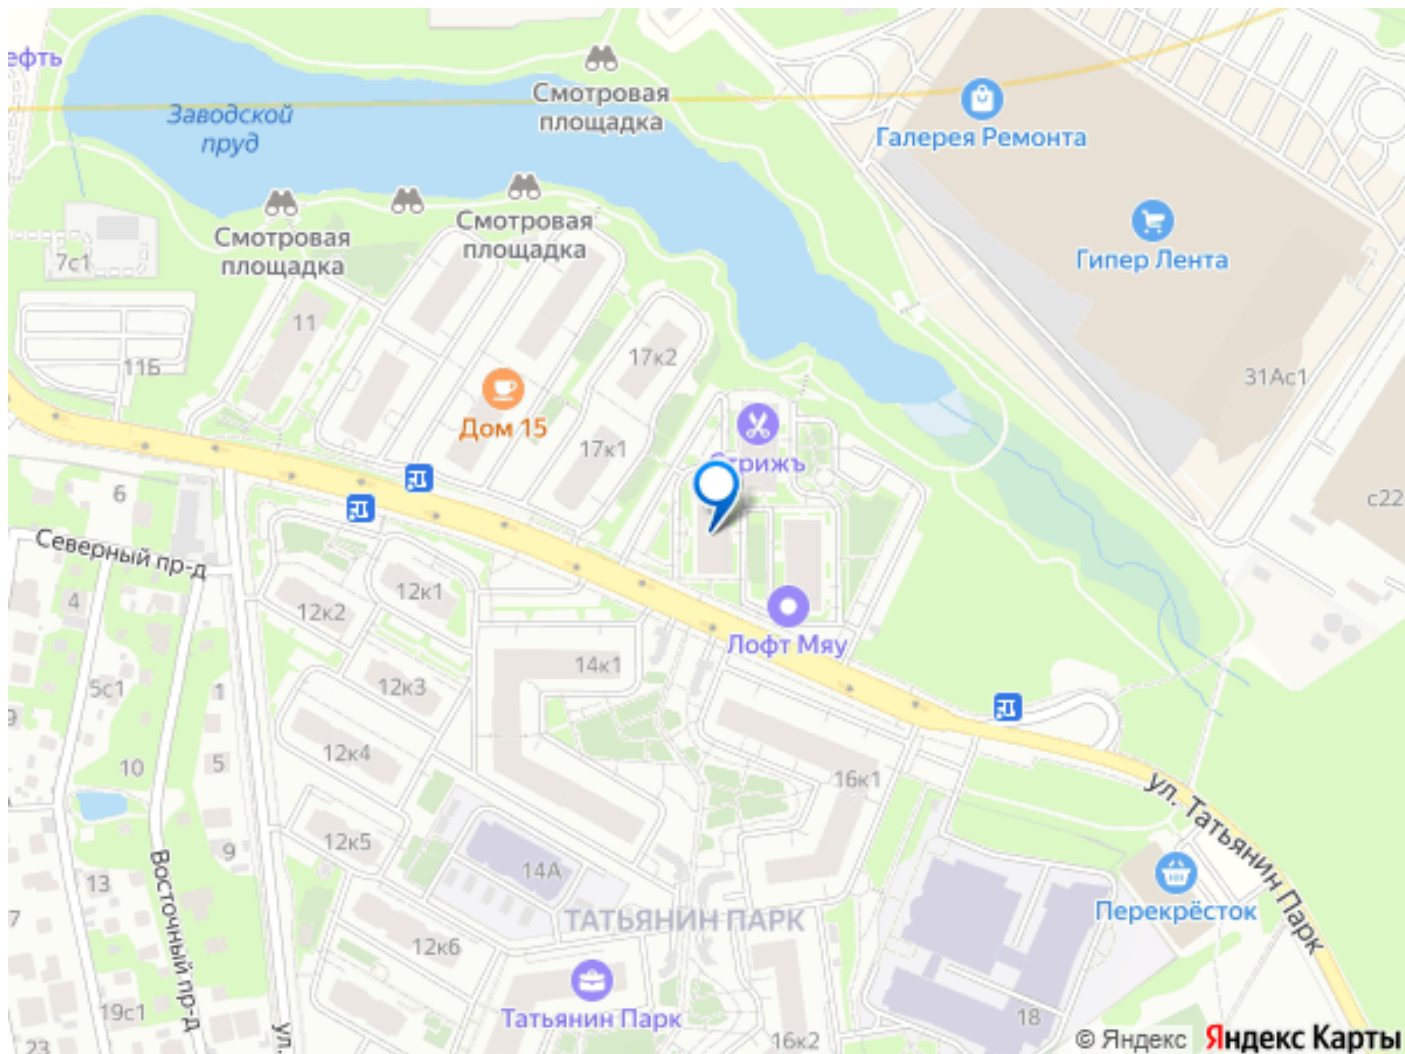 ефть
Заводской
пруд
Смотровая
площадка
Галерея Ремонта
Гипер Лента
Смотровая
площадка
Смотровая
площадка
7с1
11
11Б
17к2
31Ас1
Дом 15
17к1
Стрижъ
с22
6
Северный пр-д
4
12к2
12к1
Лофт Мяу
14к1
5с1
1
9
12к3
12к4
10
5
16к1
ул. Татьянин Парк
12к5
9
14А
13
Восточный пр-д
7
Перекрёсток
ТАТЬЯНИН ПАРК
12к6
19с1
Татьянин Парк
18
ул.
23
16к2
© Яндекс Яндекс Карты